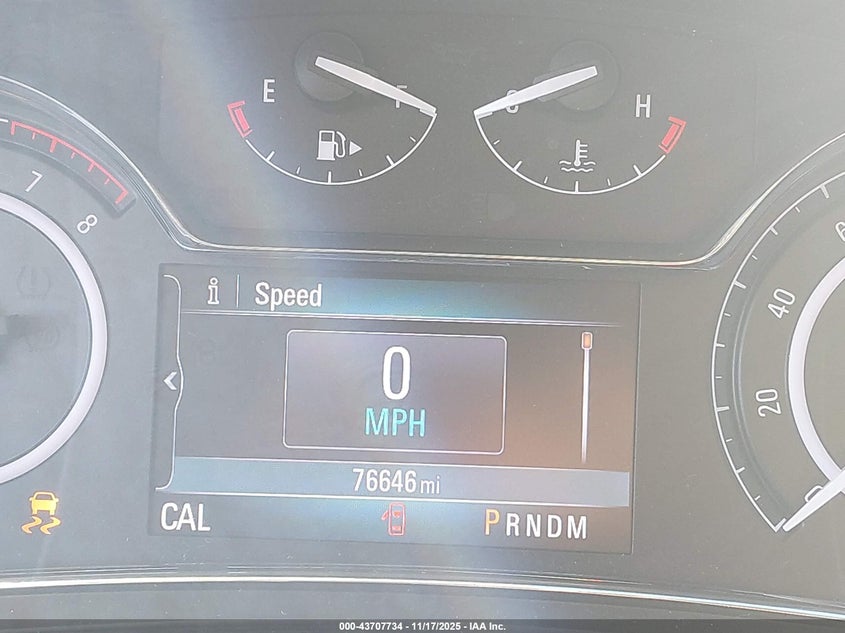 E F
C H
7
8
i Speed
0
MPH
76646 mi
CAL
PRNDM
40
20
000-43707734 - 11/17/2025 - IAA Inc.